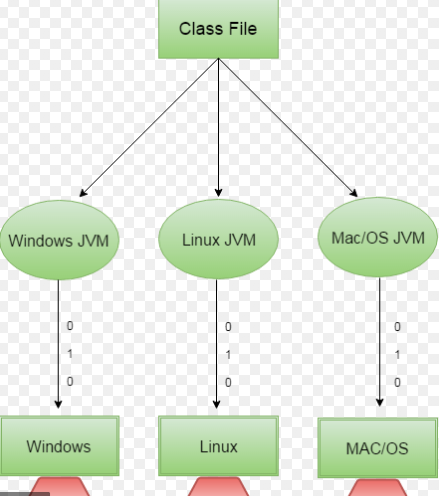 Class File
Windows JVM
Linux JVM
Mac/OS JVM
0
0
0
1
1
1
0
0
0
Windows
Linux
MAC/OS